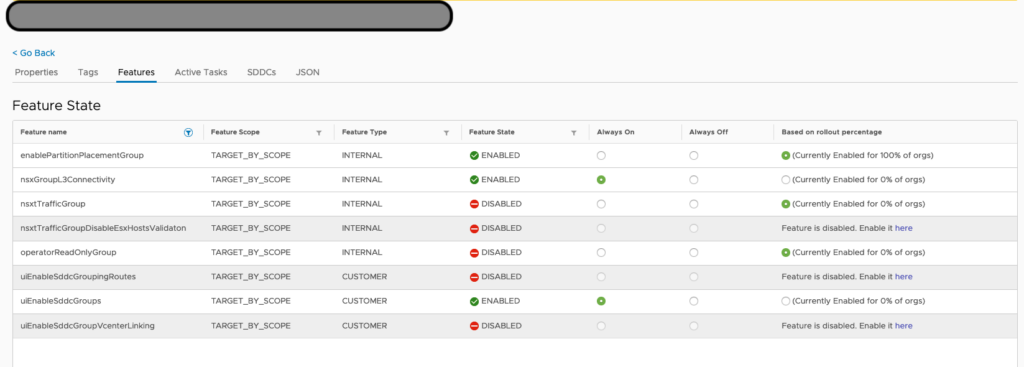 < Go Back
Properties Tags Features Active Tasks SDDCs JSON
Feature State
Feature name Feature Scope Feature Type Feature State Always On Always Off Based on rollout percentage
enablePartitionPlacementGroup TARGET_BY_SCOPE INTERNAL ENABLED (Currently Enabled for 100% of orgs)
nsxGroupL3Connectivity TARGET_BY_SCOPE INTERNAL ENABLED (Currently Enabled for 0% of orgs)
nsxtTrafficGroup TARGET_BY_SCOPE INTERNAL DISABLED (Currently Enabled for 0% of orgs)
nsxtTrafficGroupDisableEsxHostsValidaton TARGET_BY_SCOPE INTERNAL DISABLED Feature is disabled. Enable it here
operatorReadOnlyGroup TARGET_BY_SCOPE INTERNAL DISABLED (Currently Enabled for 0% of orgs)
uiEnableSddcGroupingRoutes TARGET_BY_SCOPE CUSTOMER DISABLED Feature is disabled. Enable it here
uiEnableSddcGroups TARGET_BY_SCOPE CUSTOMER ENABLED (Currently Enabled for 0% of orgs)
uiEnableSddcGroupVcenterLinking TARGET_BY_SCOPE CUSTOMER DISABLED Feature is disabled. Enable it here